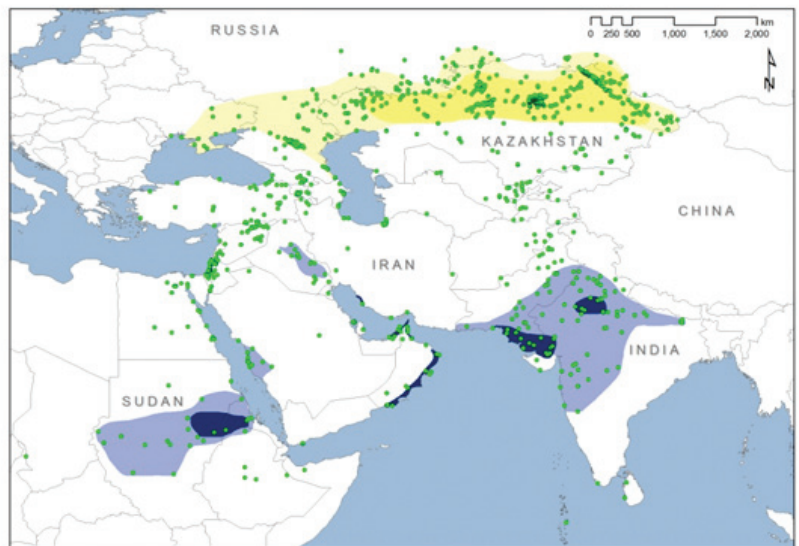 RUSSIA
km
0 250 500 1,000 1,500 2,000
N
KAZAKHSTAN
CHINA
IRAN
INDIA
SUDAN